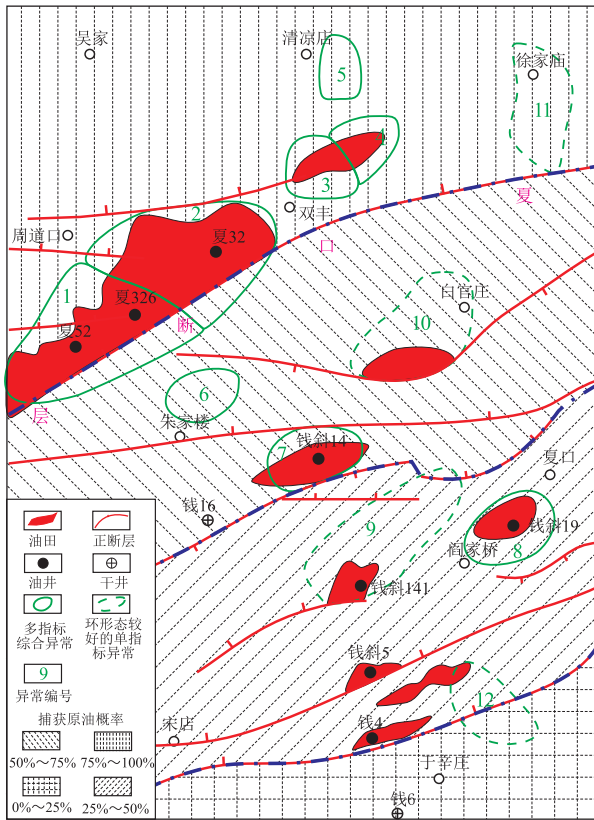 吴家
清凉店
徐家庙
5
11
4
3
夏
2
双丰
口
周道口
夏32
1
白官庄
夏326
断
10
夏52
6
层
朱家楼
钱斜14
7
夏口
钱16
9
钱斜19
8
阎家桥
钱斜141
钱斜5
12
宋店
钱4
于辛庄
钱6
油田
正断层
油井
干井
多指标
综合异常
环形态较
好的单指
标异常
9
异常编号
捕获原油概率
50%～75%
75%～100%
0%～25%
25%～50%